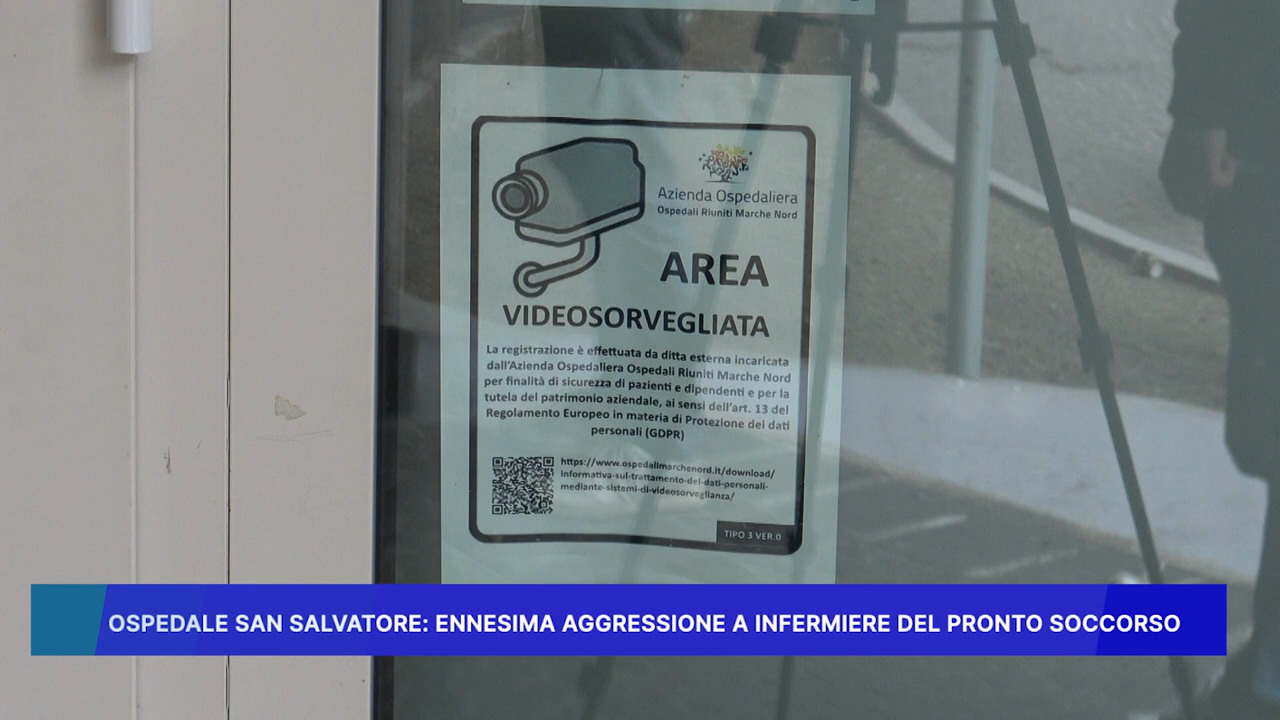 Azienda Ospedaliera
Ospedali Riuniti Marche Nord
AREA
VIDEOSORVEGLIATA
La registrazione è effettuata da ditta esterna incaricata
dall'Azienda Ospedaliera Ospedali Riuniti Marche Nord
per finalità di sicurezza di pazienti e dipendenti e per la
tutela del patrimonio aziendale, ai sensi dell'art. 13 del
Regolamento Europeo in materia di Protezione dei dati
personali (GDPR)
https://www.ospedalimarchenord.it/download/
informativa-sul-trattamento-dei-dati-personali-
mediante-sistemi-di-videosorveglianza/
TIPO 3 VER.0
OSPEDALE SAN SALVATORE: ENNESIMA AGGRESSIONE A INFERMIERE DEL PRONTO SOCCORSO